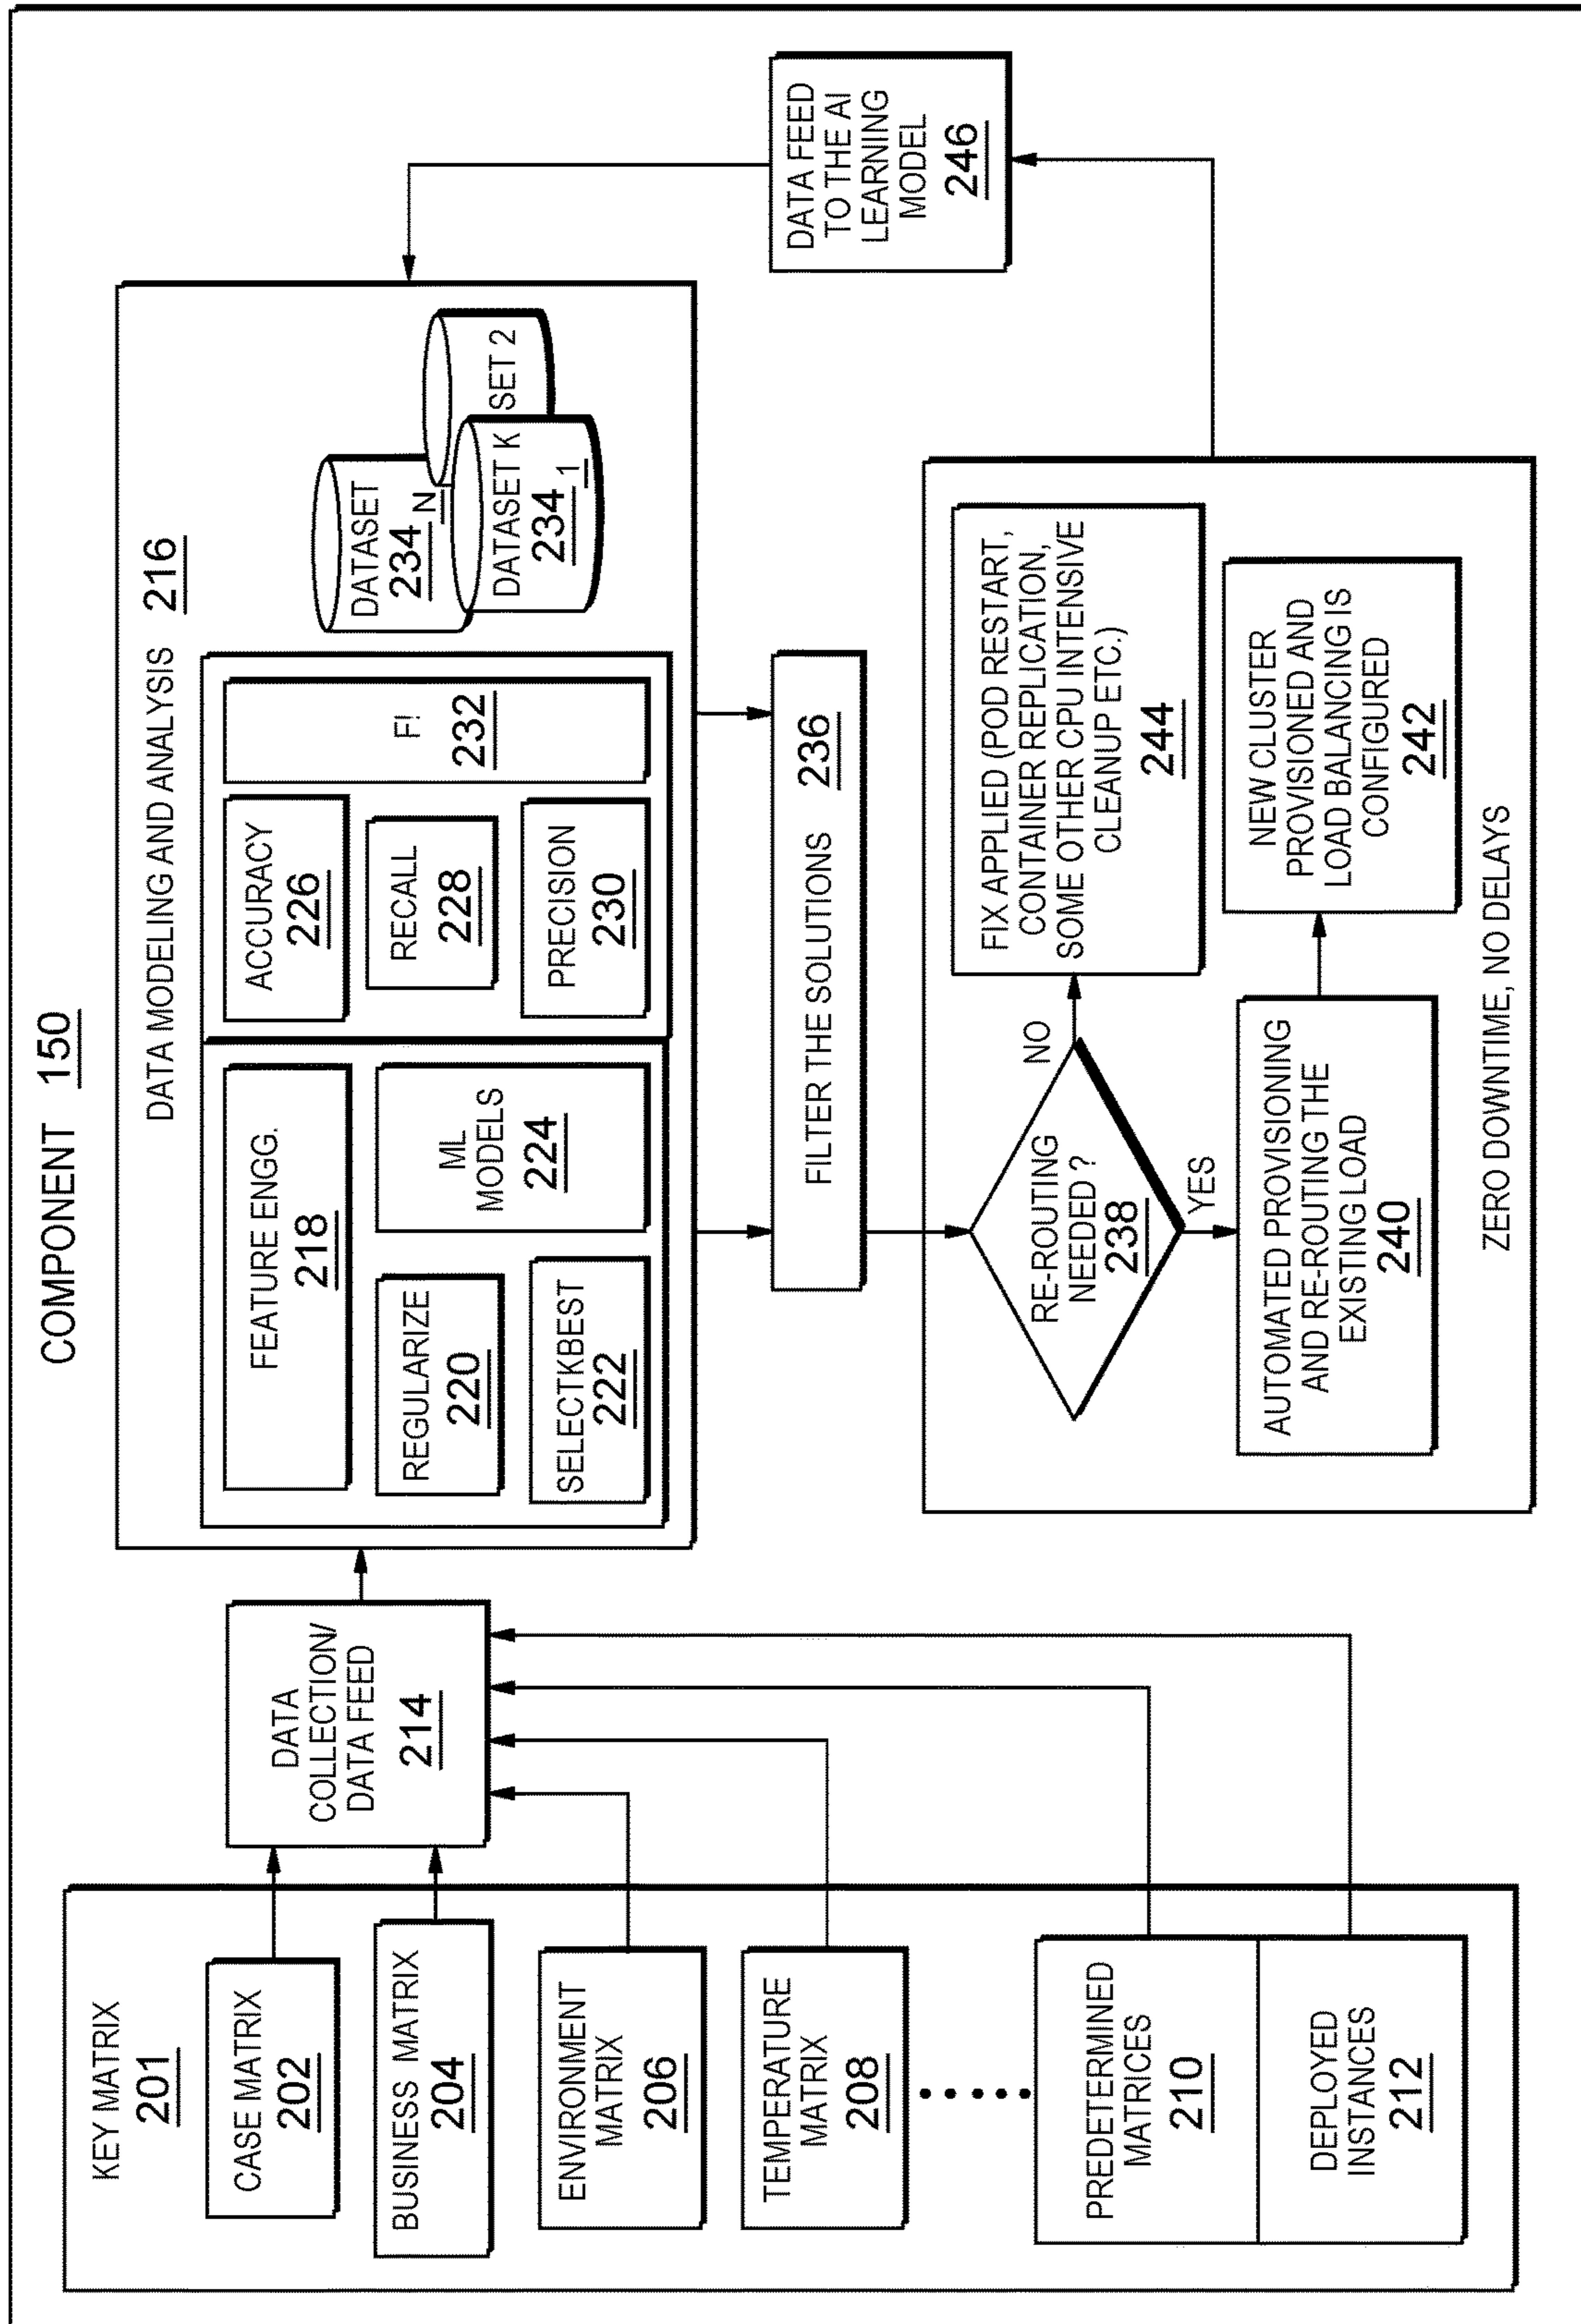 COMPONENT 150
KEY MATRIX
201
CASE MATRIX
202
BUSINESS MATRIX
204
ENVIRONMENT
MATRIX
206
TEMPERATURE
MATRIX
208
PREDETERMINED
MATRICES
210
DEPLOYED
INSTANCES
212
DATA
COLLECTION/
DATA FEED
214
DATA MODELING AND ANALYSIS 216
FEATURE ENGG.
218
REGULARIZE
220
SELECTKBEST
222
ML
MODELS
224
ACCURACY
226
RECALL
228
PRECISION
230
F!
232
DATASET
234 N
SET 2
DATASET K
234 1
FILTER THE SOLUTIONS 236
RE-ROUTING
NEEDED ?
238
NO
YES
FIX APPLIED (POD RESTART,
CONTAINER REPLICATION,
SOME OTHER CPU INTENSIVE
CLEANUP ETC.)
244
AUTOMATED PROVISIONING
AND RE-ROUTING THE
EXISTING LOAD
240
NEW CLUSTER
PROVISIONED AND
LOAD BALANCING IS
CONFIGURED
242
ZERO DOWNTIME, NO DELAYS
DATA FEED
TO THE AI
LEARNING
MODEL
246